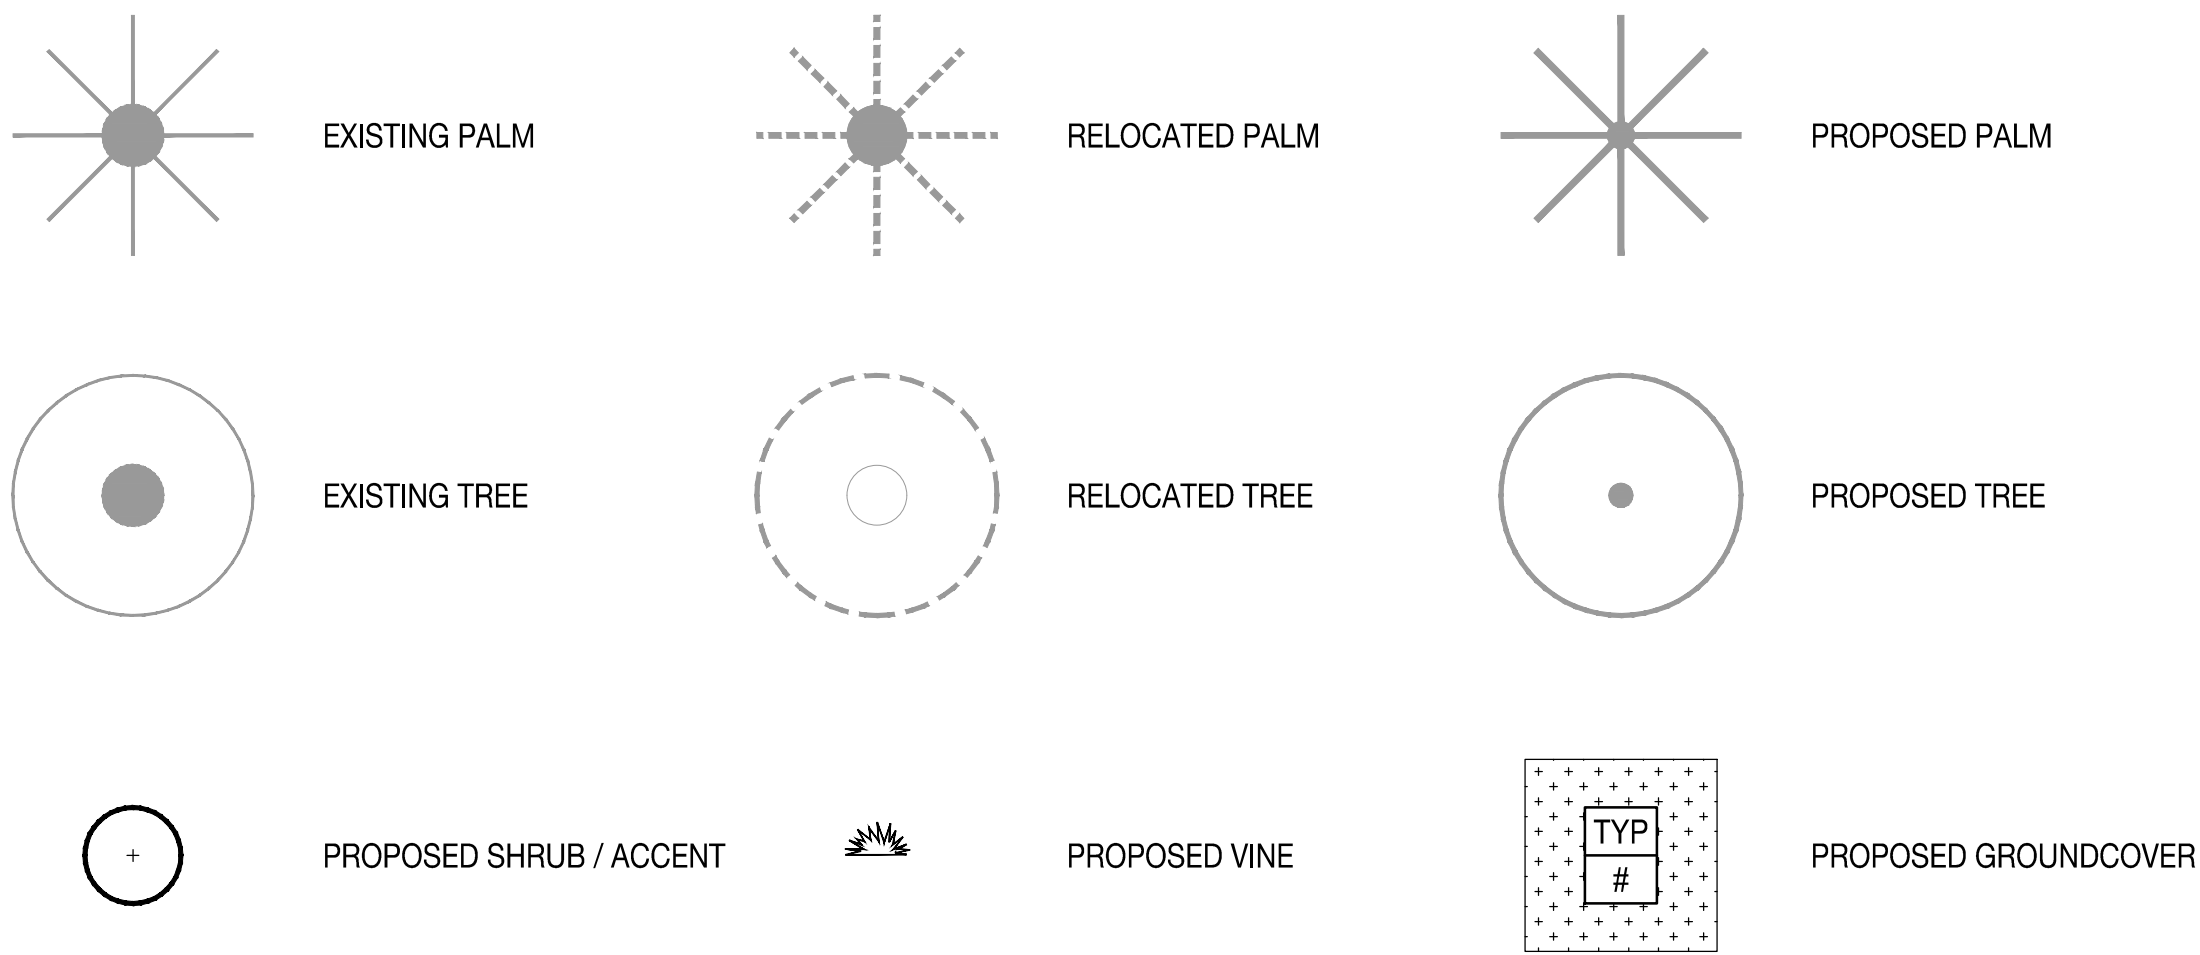 EXISTING PALM
RELOCATED PALM
PROPOSED PALM
EXISTING TREE
RELOCATED TREE
PROPOSED TREE
PROPOSED SHRUB / ACCENT
PROPOSED VINE
TYP
#
PROPOSED GROUNDCOVER